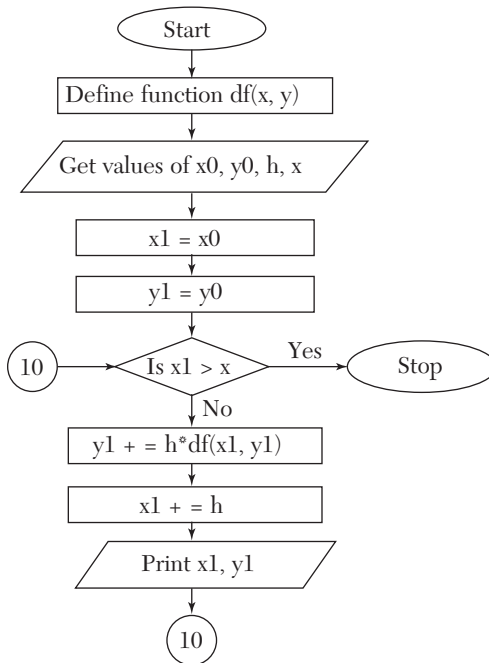 Start
Define function df(x, y)
Get values of x0, y0, h, x
x1 = x0
y1 = y0
10
Is x1 > x
Yes
Stop
No
y1 + = h*df(x1, y1)
x1 + = h
Print x1, y1
10